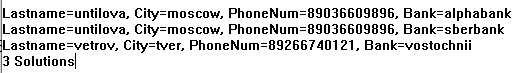 Lastname=untilova, City=moscow, PhoneNum=89036609896, Bank=alphabank
Lastname=untilova, City=moscow, PhoneNum=89036609896, Bank=sberbank
Lastname=vetrov, City=tver, PhoneNum=89266740121, Bank=vostochnii
3 Solutions